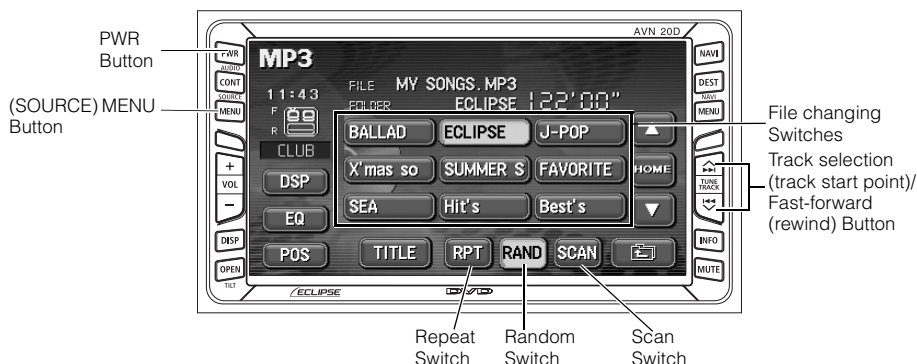 AVN 20D
PWR
Button
(SOURCE) MENU
Button
PWR
AUDIO
CONT
SOURCE
MENU
+
VOL
−
DISP
OPEN
TILT
MP3
11:43
F
R
CLUB
DSP
EQ
POS
FILE MY SONGS.MP3
FOLDER ECLIPSE 122'00"
BALLAD ECLIPSE J-POP
X'mas so SUMMER S FAVORITE
SEA Hit's Best's
HOME
TITLE RPT RAND SCAN
ECLIPSE
DVD
NAVI
DEST
NAVI
MENU
TUNE
TRACK
INFO
MUTE
File changing
Switches
Track selection
(track start point)/
Fast-forward
(rewind) Button
Repeat
Switch
Random
Switch
Scan
Switch